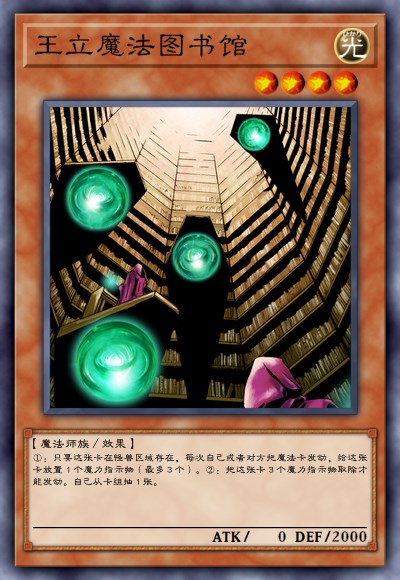 王立魔法图书馆
光
ひかり
【魔法师族／效果】
①：只要这张卡在怪兽区域存在，每次自己或者对方把魔法卡发动，给这张
卡放置1个魔力指示物（最多3个）。②：把这张卡3个魔力指示物取除才
能发动。自己从卡组抽1张。
ATK/ 0 DEF/2000